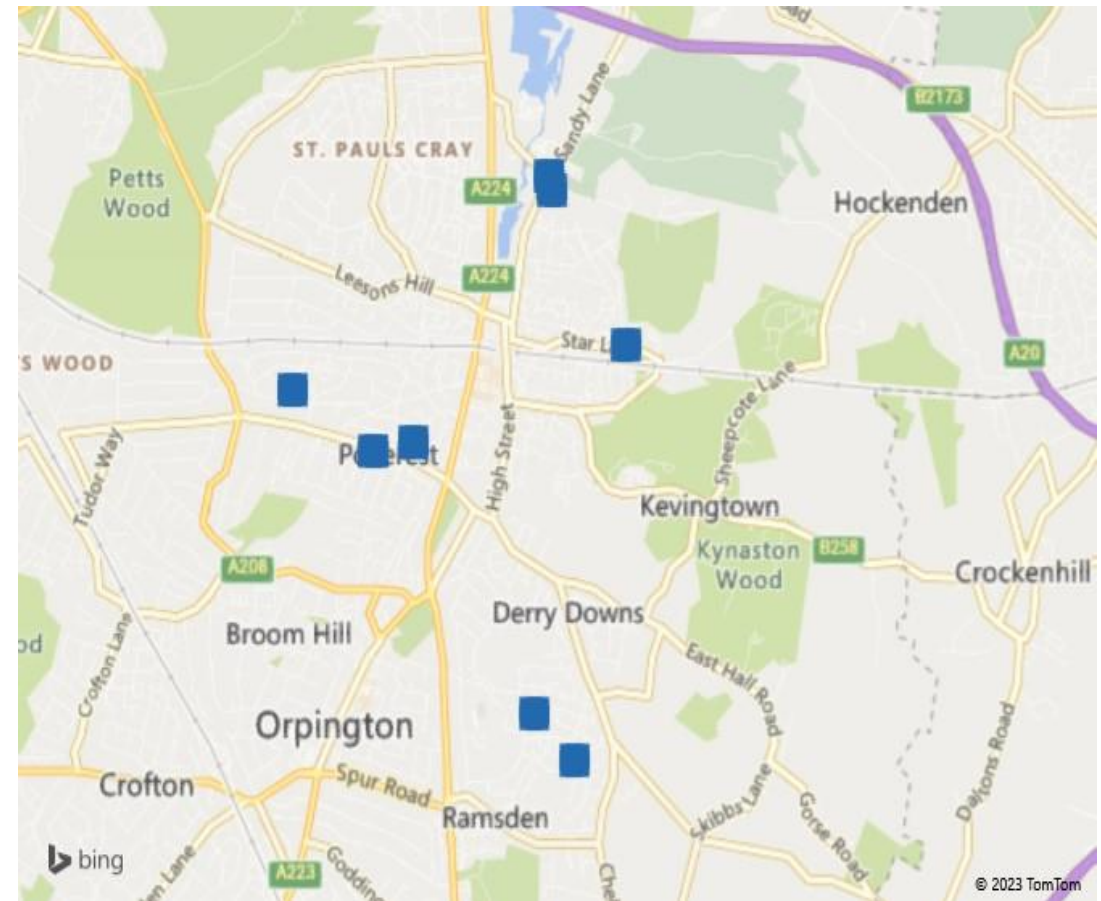 B2173
Sandy Lane
ST. PAULS CRAY
Petts
Wood
A224
Hockenden
A224
Leesons Hill
Star L
A20
S WOOD
Sheepcote Lane
Tudor Way
High Street
Kevingtown
Kynaston
Wood
B258
A208
Crockenhill
Derry Downs
Broom Hill
Crofton Lane
East Hall Road
Orpington
Daltons Road
Crofton
Spur Road
Ramsden
Skibbs Lane
Gorse Road
bing
A223
© 2023 TomTom